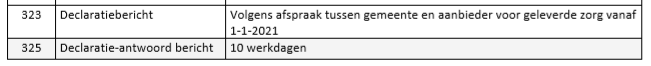 323 Declaratiebericht Volgens afspraak tussen gemeente en aanbieder voor geleverde zorg vanaf
1-1-2021
325 Declaratie-antwoord bericht 10 werkdagen